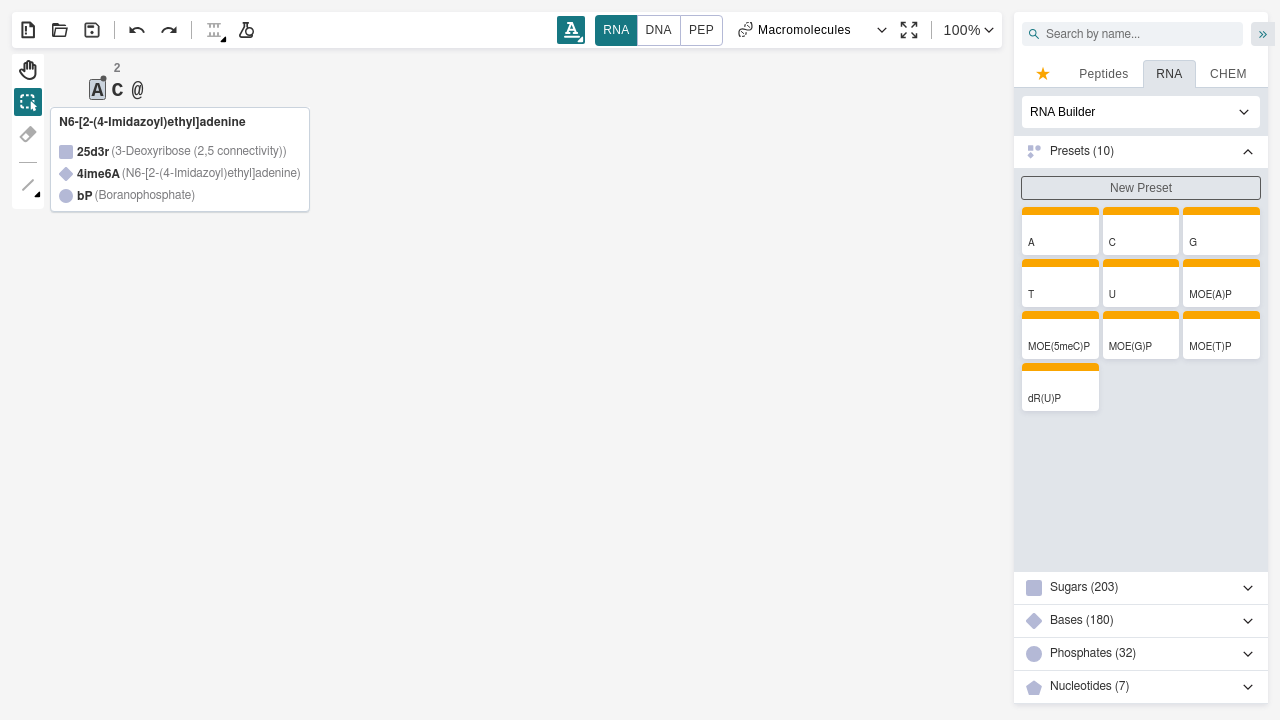 RNA DNA PEP Macromolecules 100%
2
A C @
N6-[2-(4-Imidazoyl)ethyl]adenine
25d3r (3-Deoxyribose (2,5 connectivity))
4ime6A (N6-[2-(4-Imidazoyl)ethyl]adenine)
bP (Boranophosphate)
Search by name...
Peptides RNA CHEM
RNA Builder
Presets (10)
New Preset
A C G
T U MOE(A)P
MOE(5meC)P MOE(G)P MOE(T)P
dR(U)P
Sugars (203)
Bases (180)
Phosphates (32)
Nucleotides (7)